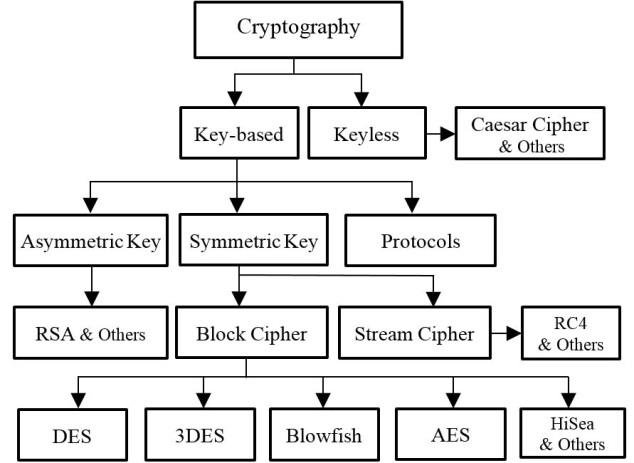 Cryptography
Key-based
Keyless
Caesar Cipher
& Others
Asymmetric Key
Symmetric Key
Protocols
RSA & Others
Block Cipher
Stream Cipher
RC4
& Others
DES
3DES
Blowfish
AES
HiSea
& Others